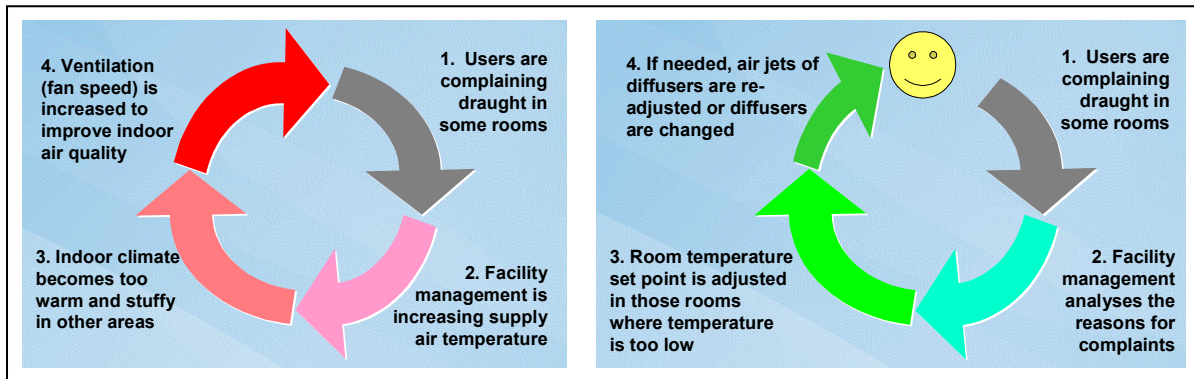 1. Users are
complaining
draught in
some rooms
2. Facility
management is
increasing supply
air temperature
3. Indoor climate
becomes too
warm and stuffy
in other areas
4. Ventilation
(fan speed) is
increased to
improve indoor
air quality
1. Users are
complaining
draught in
some rooms
2. Facility
management
analyses the
reasons for
complaints
3. Room temperature
set point is adjusted
in those rooms
where temperature
is too low
4. If needed, air jets of
diffusers are re-
adjusted or diffusers
are changed